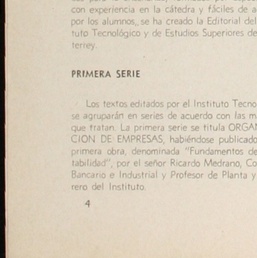 con experiencia en la cátedra y fáciles de a
por los alumnos, se ha creado la Editorial del
tuto Tecnológico y de Estudios Superiores de
terrey.
PRIMERA SERIE
Los textos editados por el Instituto Tecno
se agruparán en series de acuerdo con las m
que tratan. La primera serie se titula ORGAN
CION DE EMPRESAS, habiéndose publicado
primera obra, denominada "Fundamentos de
tabilidad", por el señor Ricardo Medrano, Co
Bancario e Industrial y Profesor de Planta y
rero del Instituto.
4